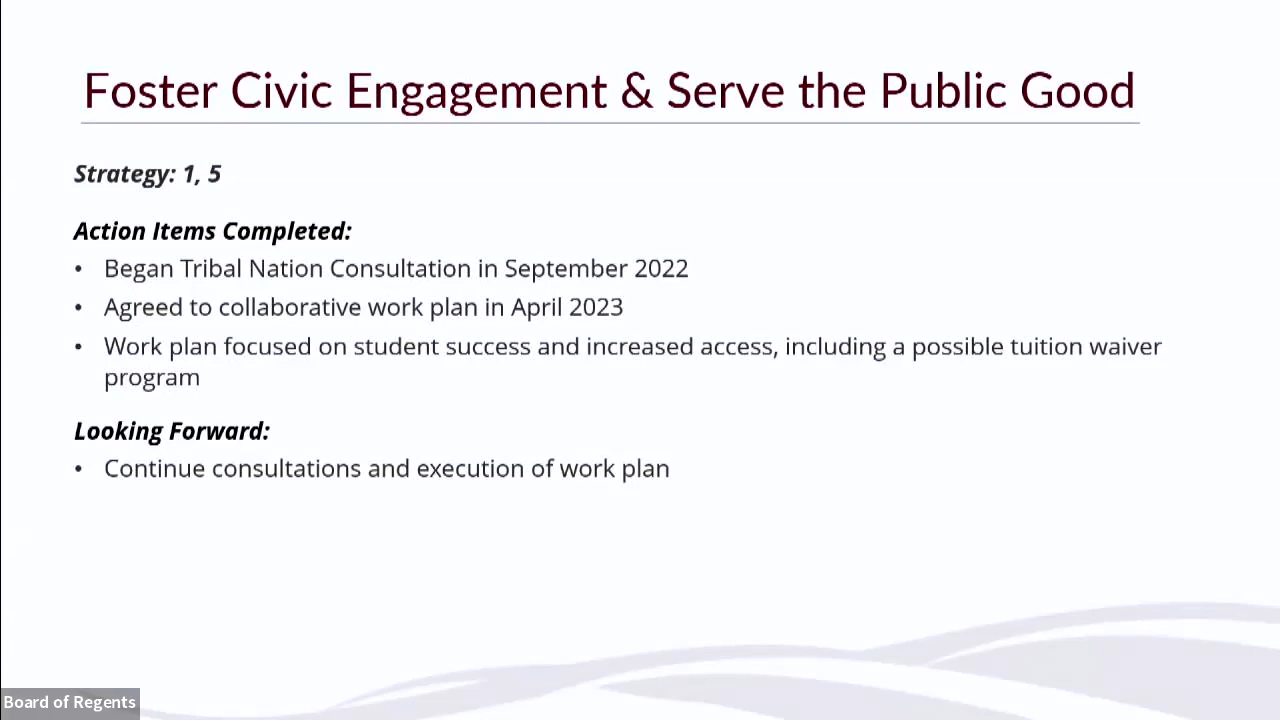 Foster Civic Engagement & Serve the Public Good
Strategy: 1, 5
Action Items Completed:
• Began Tribal Nation Consultation in September 2022
• Agreed to collaborative work plan in April 2023
• Work plan focused on student success and increased access, including a possible tuition waiver
program
Looking Forward:
• Continue consultations and execution of work plan
Board of Regents